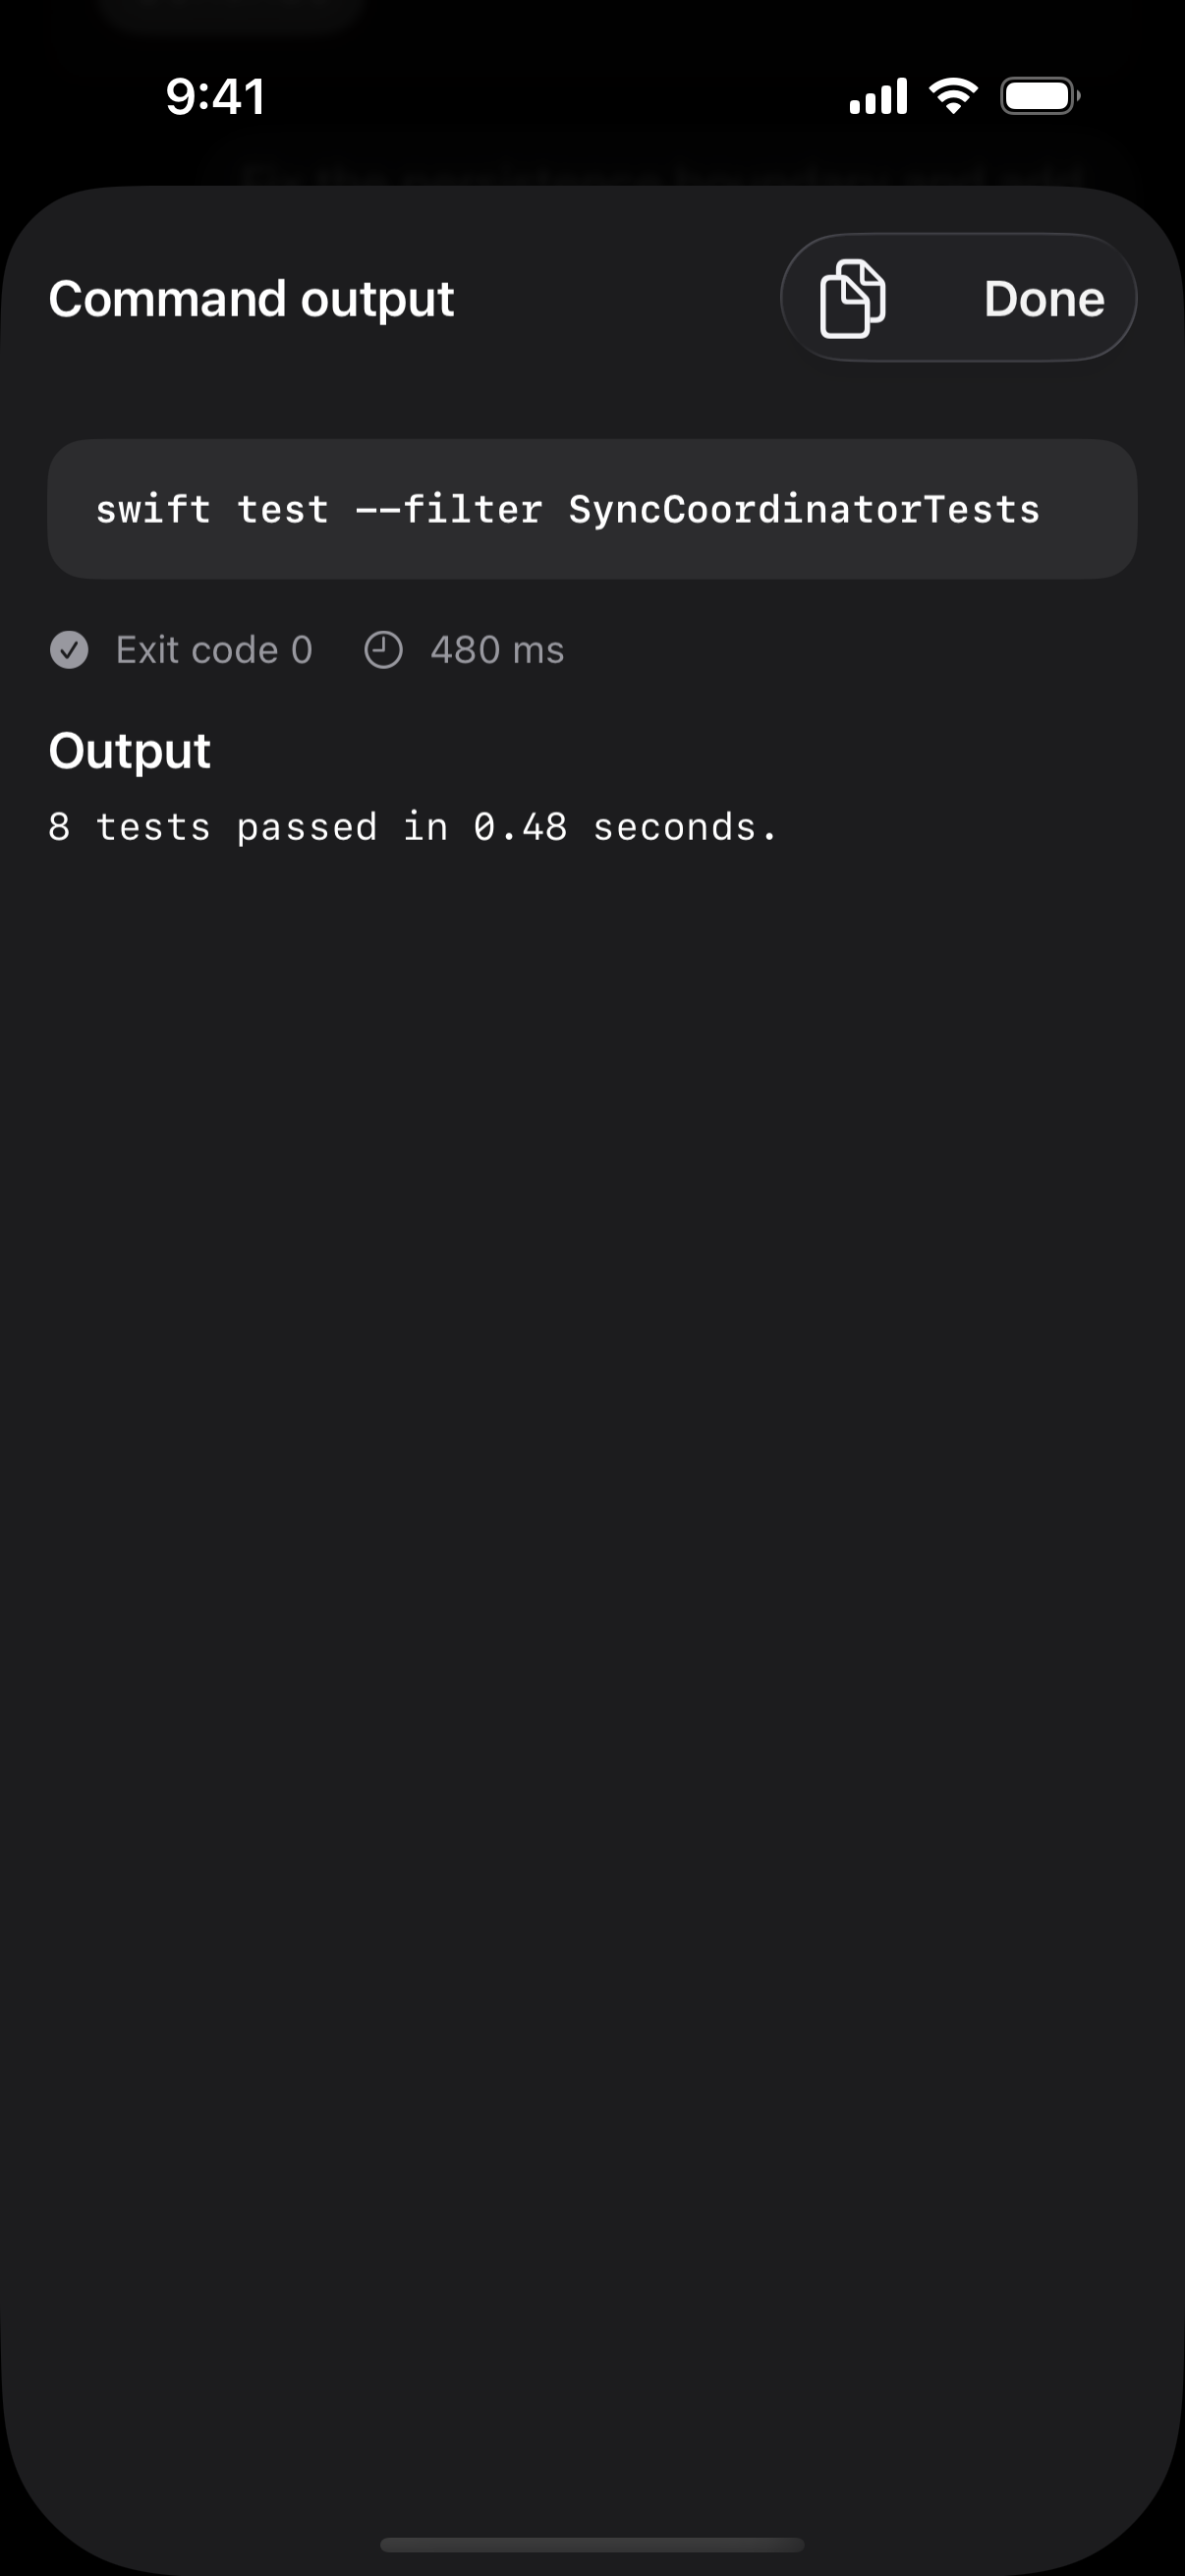 9:41
Command output
Done
swift test --filter SyncCoordinatorTests
Exit code 0
480 ms
Output
8 tests passed in 0.48 seconds.